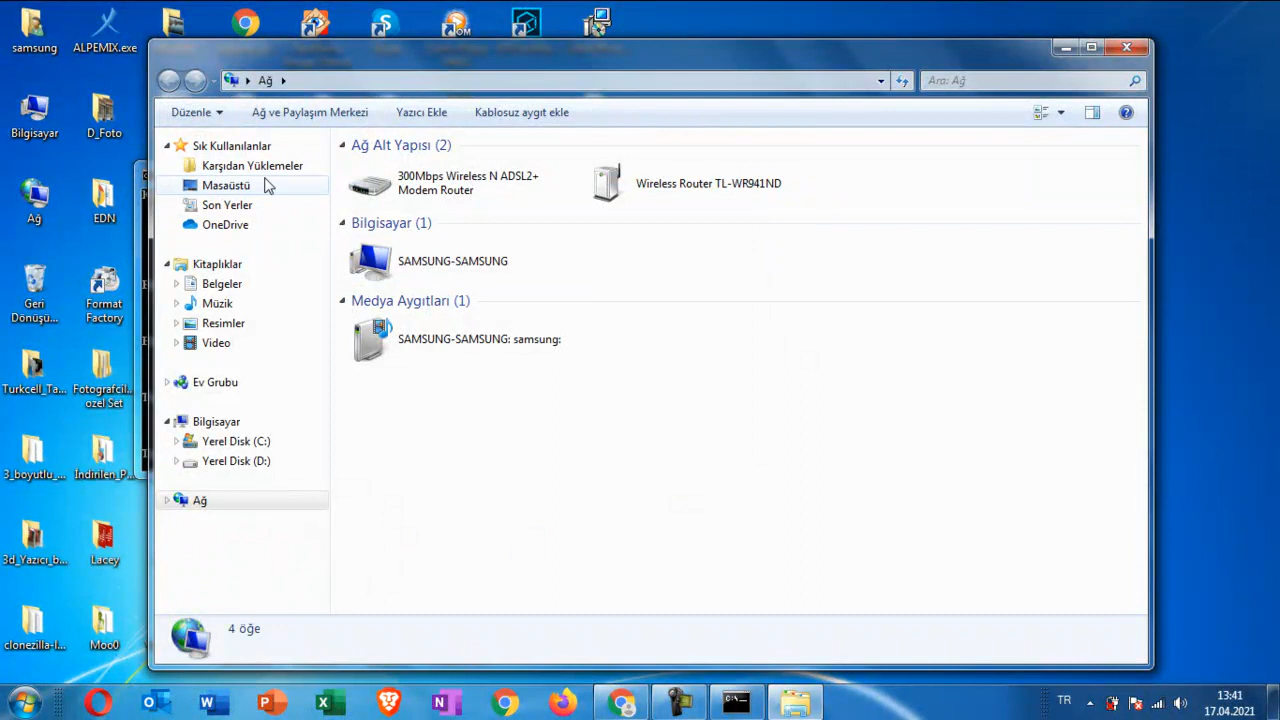 samsung
ALPEMIX.exe
Ağ
Ara: Ağ
Düzenle
Ağ ve Paylaşım Merkezi
Yazıcı Ekle
Kablosuz aygıt ekle
Bilgisayar
D_Foto
Ağ
EDN
Geri
Dönüşü...
Format
Factory
Turkcell_Ta...
Fotografcil...
ozel Set
3_boyutlu_...
İndirilen_P...
3d_Yazıcı_b...
Lacey
clonezilla-l...
Moo0
Sık Kullanılanlar
Karşıdan Yüklemeler
Masaüstü
Son Yerler
OneDrive
Kitaplıklar
Belgeler
Müzik
Resimler
Video
Ev Grubu
Bilgisayar
Yerel Disk (C:)
Yerel Disk (D:)
Ağ
Ağ Alt Yapısı (2)
300Mbps Wireless N ADSL2+
Modem Router
Wireless Router TL-WR941ND
Bilgisayar (1)
SAMSUNG-SAMSUNG
Medya Aygıtları (1)
SAMSUNG-SAMSUNG: samsung:
4 öğe
TR
13:41
17.04.2021